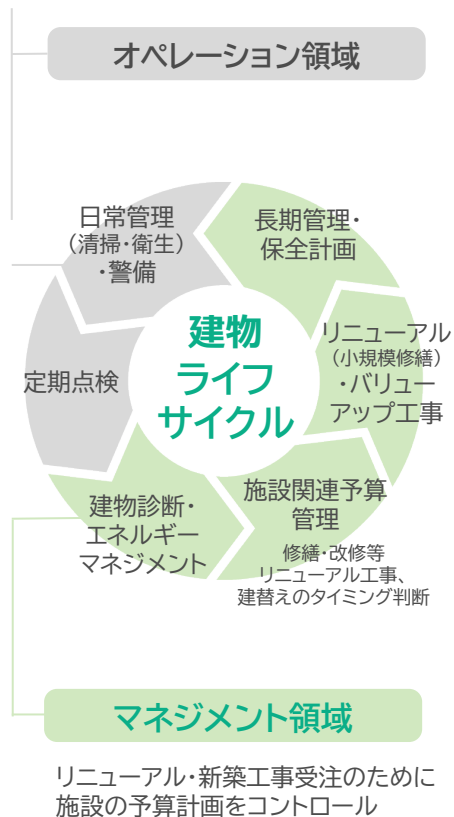 オペレーション領域
日常管理
(清掃・衛生)
・警備
長期管理・
保全計画
建物
ライフ
サイクル
リニューアル
(小規模修繕)
・バリュー
アップ工事
定期点検
建物診断・
エネルギー
マネジメント
施設関連予算
管理
修繕・改修等
リニューアル工事、
建替えのタイミング判断
マネジメント領域
リニューアル・新築工事受注のために
施設の予算計画をコントロール